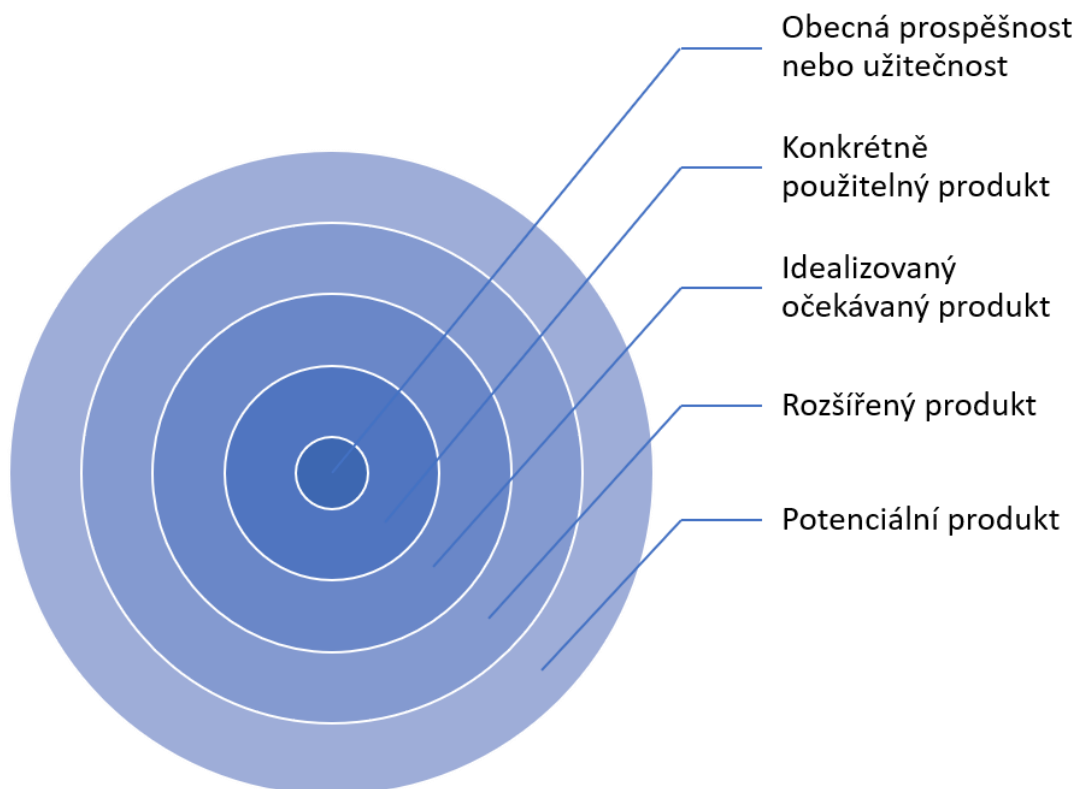 Obecná prospěšnost
nebo užitečnost
Konkrétně
použitelný produkt
Idealizovaný
očekávaný produkt
Rozšířený produkt
Potenciální produkt